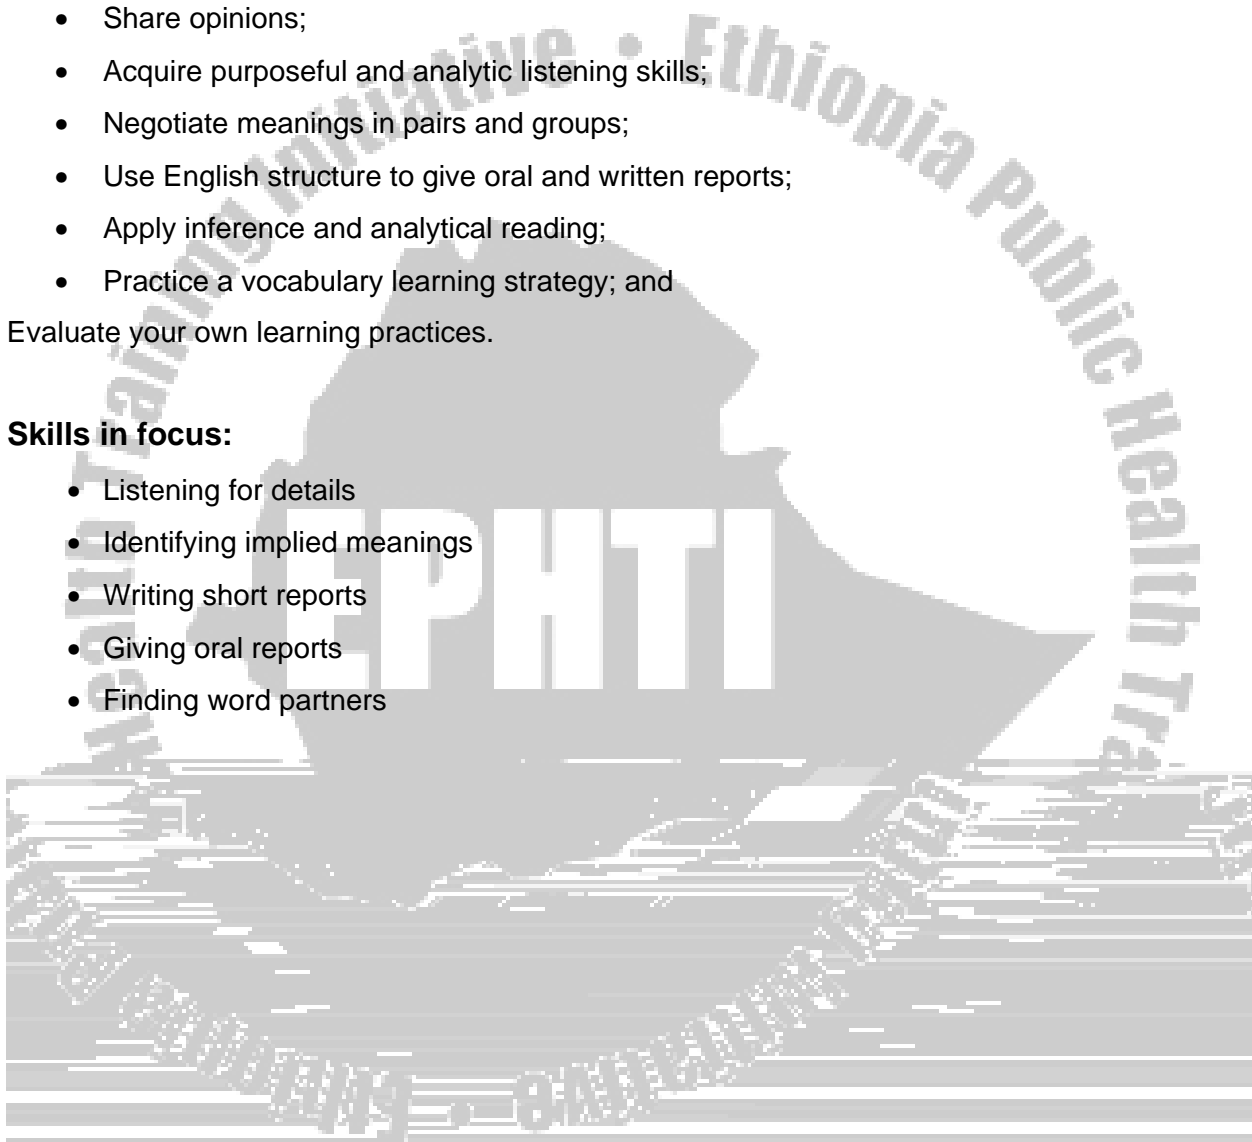 • Share opinions;
• Acquire purposeful and analytic listening skills;
• Negotiate meanings in pairs and groups;
• Use English structure to give oral and written reports;
• Apply inference and analytical reading;
• Practice a vocabulary learning strategy; and
Evaluate your own learning practices.
Skills in focus:
• Listening for details
• Identifying implied meanings
• Writing short reports
• Giving oral reports
• Finding word partners
EPHTI
Health Training Initiative • Ethiopia Public Health Tra